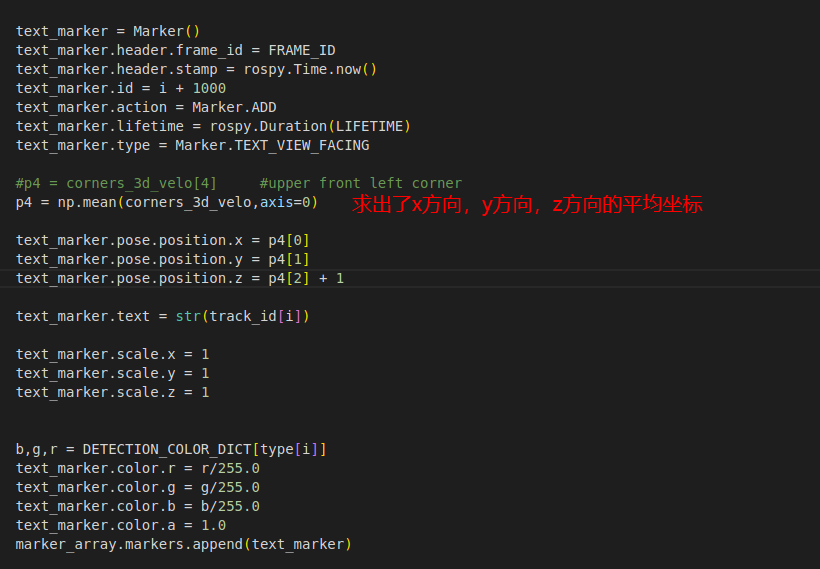 text_marker = Marker()
text_marker.header.frame_id = FRAME_ID
text_marker.header.stamp = rospy.Time.now()
text_marker.id = i + 1000
text_marker.action = Marker.ADD
text_marker.lifetime = rospy.Duration(LIFETIME)
text_marker.type = Marker.TEXT_VIEW_FACING
#p4 = corners_3d_velo[4]     #upper front left corner
p4 = np.mean(corners_3d_velo,axis=0) 求出了x方向，y方向，z方向的平均坐标
text_marker.pose.position.x = p4[0]
text_marker.pose.position.y = p4[1]
text_marker.pose.position.z = p4[2] + 1
text_marker.text = str(track_id[i])
text_marker.scale.x = 1
text_marker.scale.y = 1
text_marker.scale.z = 1
b,g,r = DETECTION_COLOR_DICT[type[i]]
text_marker.color.r = r/255.0
text_marker.color.g = g/255.0
text_marker.color.b = b/255.0
text_marker.color.a = 1.0
marker_array.markers.append(text_marker)